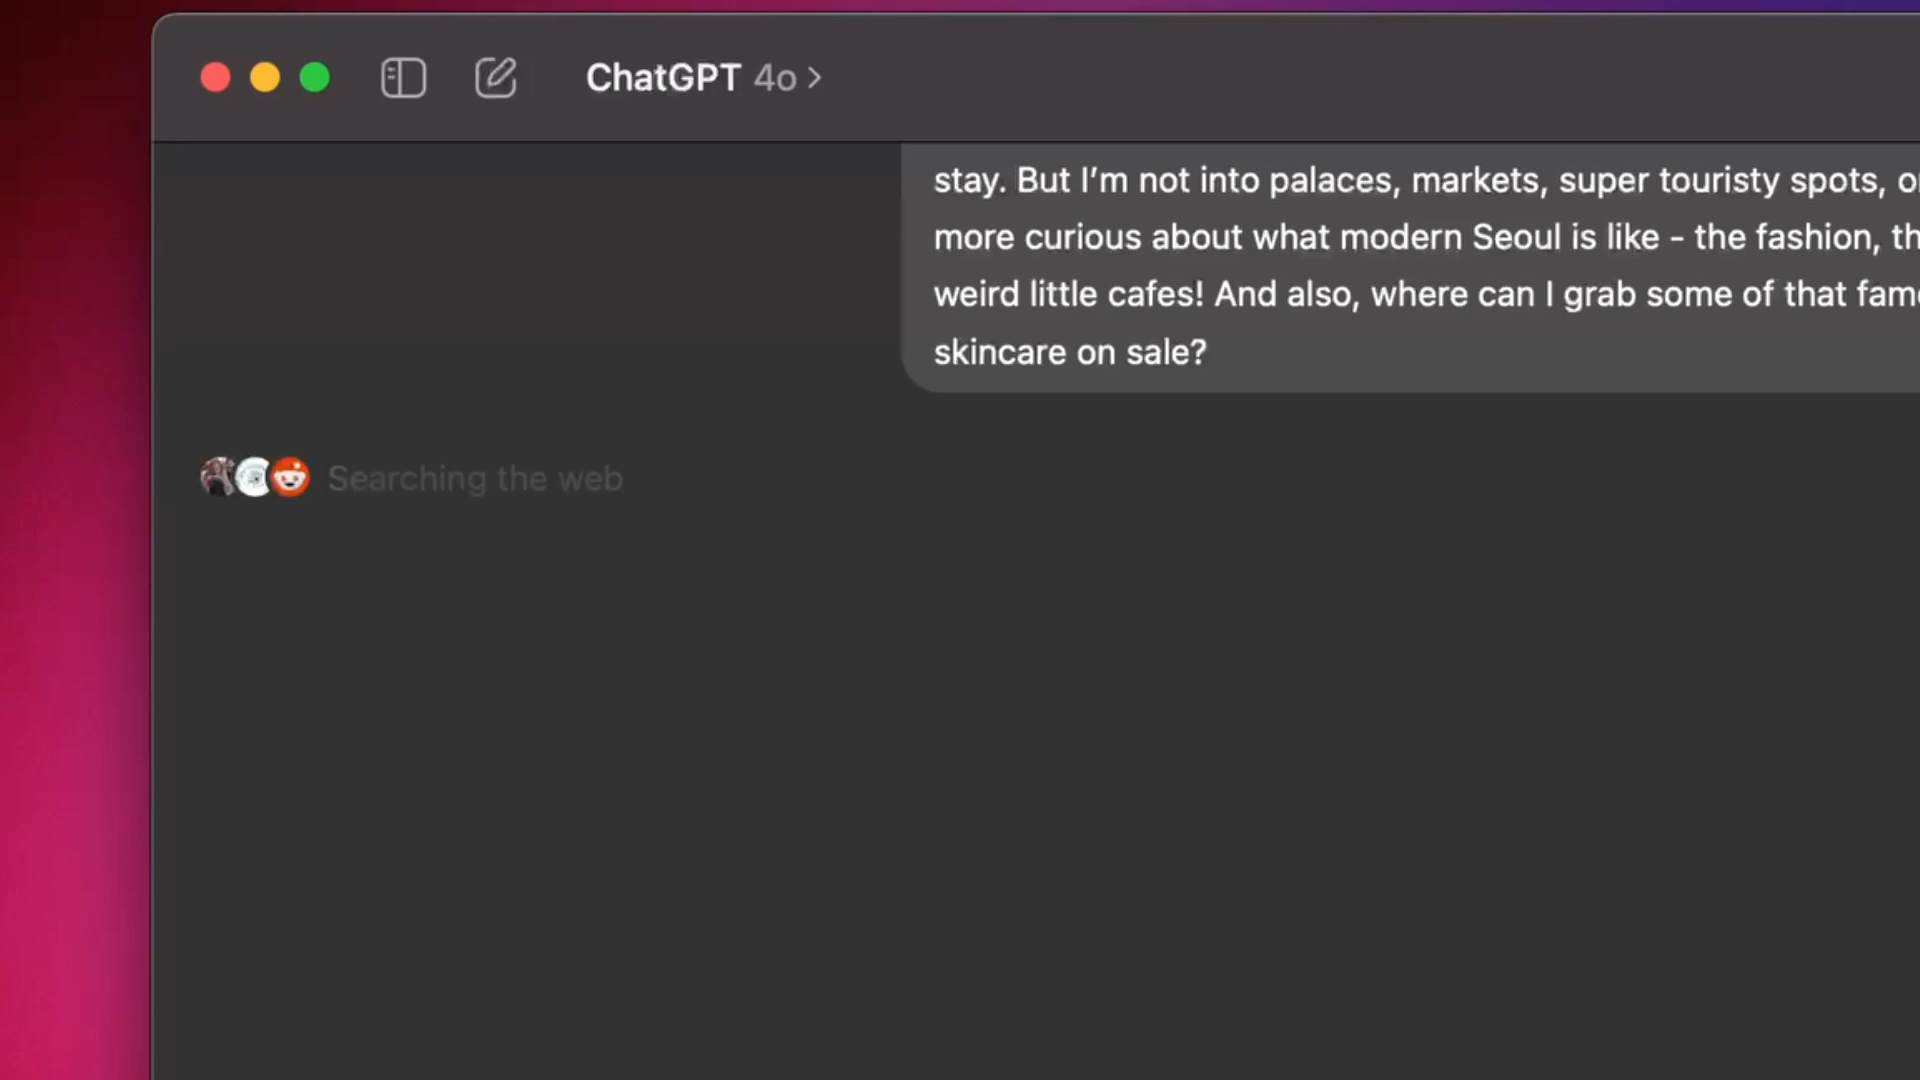 ChatGPT 4o >
stay. But I’m not into palaces, markets, super touristy spots,
more curious about what modern Seoul is like - the fashion,
weird little cafes! And also, where can I grab some of that
skincare on sale?
Searching the web